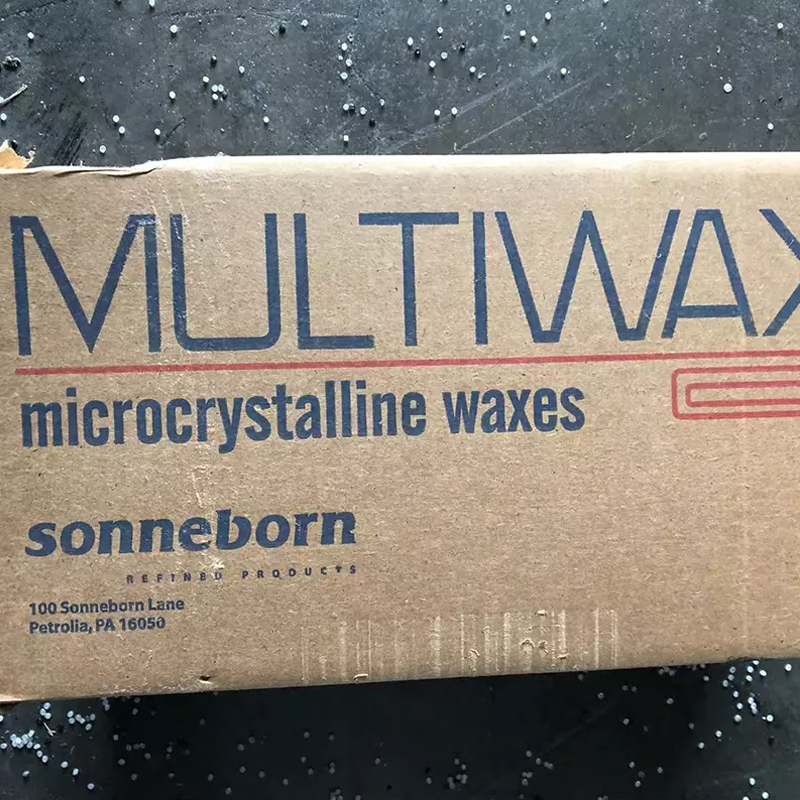 MULTIWAX
microcrystalline waxes
sonneborn
REFINED PRODUCTS
100 Sonneborn Lane
Petrolia, PA 16050